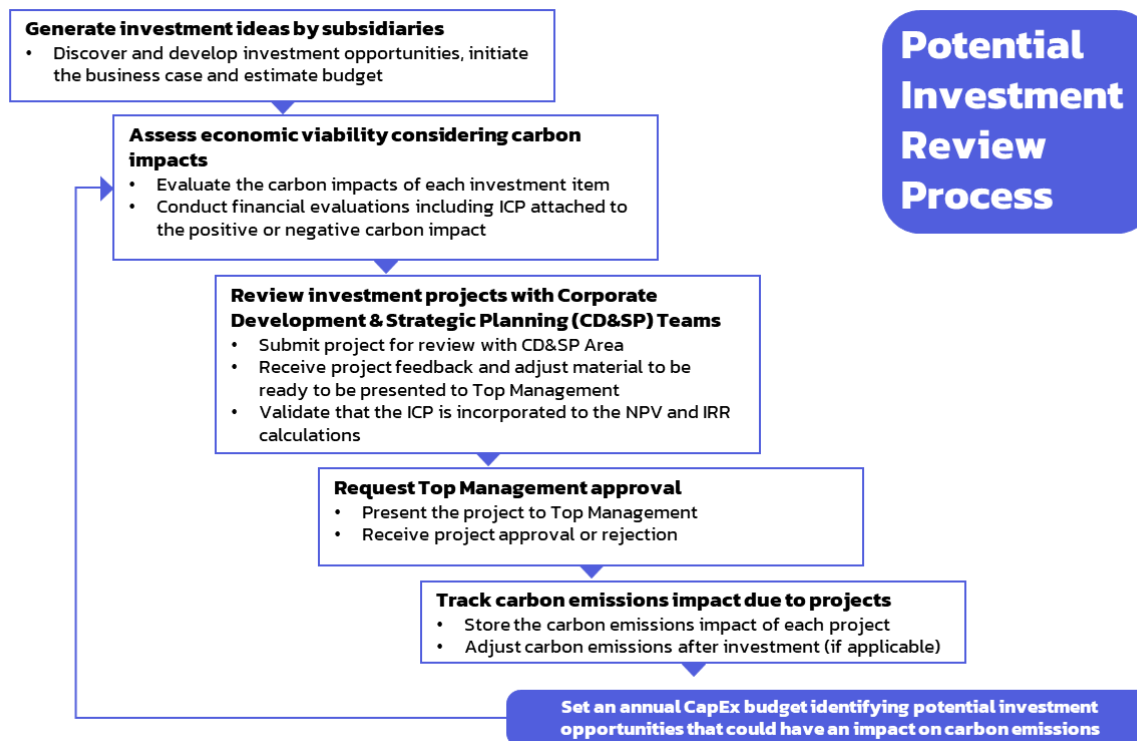 Generate investment ideas by subsidiaries
• Discover and develop investment opportunities, initiate
the business case and estimate budget
Potential
Investment
Review
Process
Assess economic viability considering carbon
impacts
• Evaluate the carbon impacts of each investment item
• Conduct financial evaluations including ICP attached to
the positive or negative carbon impact
Review investment projects with Corporate
Development & Strategic Planning (CD&SP) Teams
• Submit project for review with CD&SP Area
• Receive project feedback and adjust material to be
ready to be presented to Top Management
• Validate that the ICP is incorporated to the NPV and IRR
calculations
Request Top Management approval
• Present the project to Top Management
• Receive project approval or rejection
Track carbon emissions impact due to projects
• Store the carbon emissions impact of each project
• Adjust carbon emissions after investment (if applicable)
Set an annual CapEx budget identifying potential investment
opportunities that could have an impact on carbon emissions